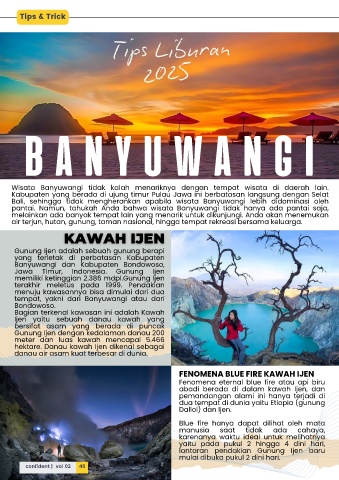 Tips & Trick
Tips Liburan
2025
BANYUWANGI
Wisata Banyuwangi tidak kalah menariknya dengan tempat wisata di daerah lain.
Kabupaten yang berada di ujung timur Pulau Jawa ini berbatasan langsung dengan Selat
Bali, sehingga tidak mengherankan apabila wisata Banyuwangi lebih didominasi oleh
pantai. Namun, tahukah Anda bahwa wisata Banyuwangi tidak hanya ada pantai saja,
melainkan ada banyak tempat lain yang menarik untuk dikunjungi. Anda akan menemukan
air terjun, hutan, gunung, taman nasional, hingga tempat rekreasi bersama keluarga.
KAWAH IJEN
Gunung Ijen adalah sebuah gunung berapi
yang terletak di perbatasan Kabupaten
Banyuwangi dan Kabupaten Bondowoso,
Jawa Timur, Indonesia. Gunung Ijen
memiliki ketinggian 2.386 mdpl.Gunung Ijen
terakhir meletus pada 1999. Pendakian
menuju kawasannya bisa dimulai dari dua
tempat, yakni dari Banyuwangi atau dari
Bondowoso.
Bagian terkenal kawasan ini adalah Kawah
Ijen yaitu sebuah danau kawah yang
bersifat asam yang berada di puncak
Gunung Ijen dengan kedalaman danau 200
meter dan luas kawah mencapai 5.466
hektare. Danau kawah Ijen dikenal sebagai
danau air asam kuat terbesar di dunia.
FENOMENA BLUE FIRE KAWAH IJEN
Fenomena eternal blue fire atau api biru
abadi berada di dalam kawah Ijen, dan
pemandangan alami ini hanya terjadi di
dua tempat di dunia yaitu Etiopia (gunung
Dallol) dan Ijen.
Blue fire hanya dapat dilihat oleh mata
manusia saat tidak ada cahaya,
karenanya waktu ideal untuk melihatnya
yaitu pada pukul 2 hingga 4 dini hari,
lantaran pendakian Gunung Ijen baru
mulai dibuka pukul 2 dini hari.
confident | vol 02 46